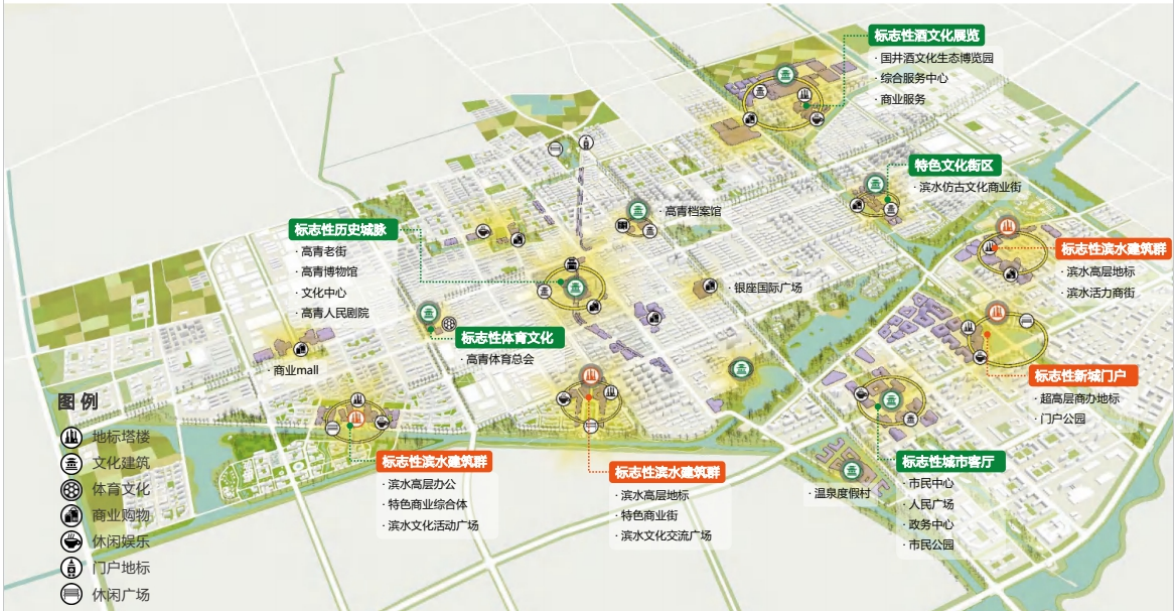 标志性酒文化展览
· 国井酒文化生态博览园
· 综合服务中心
· 商业服务
特色文化街区
· 滨水仿古文化商业街
· 高青档案馆
标志性历史城脉
· 高青老街
· 高青博物馆
· 文化中心
· 高青人民剧院
标志性滨水建筑群
· 滨水高层地标
· 滨水活力商街
· 银座国际广场
标志性体育文化
· 高青体育总会
· 商业mall
标志性新城门户
· 超高层商办地标
· 门户公园
图例
地标塔楼
文化建筑
体育文化
商业购物
休闲娱乐
门户地标
休闲广场
标志性滨水建筑群
· 滨水高层办公
· 特色商业综合体
· 滨水文化活动广场
标志性滨水建筑群
· 滨水高层地标
· 特色商业街
· 滨水文化交流广场
· 温泉度假村
标志性城市客厅
· 市民中心
· 人民广场
· 政务中心
· 市民公园